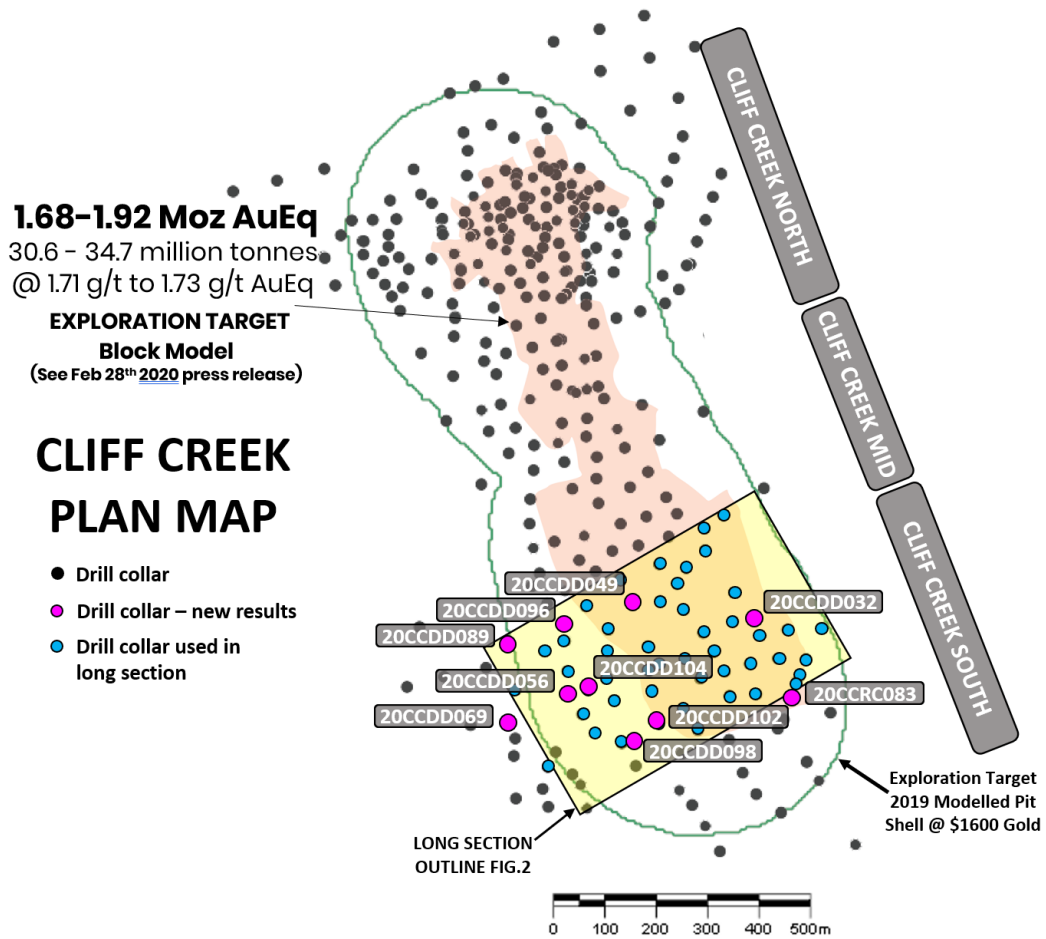 CLIFF CREEK NORTH
1.68-1.92 Moz AuEq
30.6 - 34.7 million tonnes
@ 1.71 g/t to 1.73 g/t AuEq
EXPLORATION TARGET
Block Model
(See Feb 28th 2020 press release)
CLIFF CREEK MID
CLIFF CREEK
PLAN MAP
Drill collar
Drill collar – new results
Drill collar used in
long section
CLIFF CREEK SOUTH
20CCDD049
20CCDD096
20CCDD032
20CCDD089
20CCDD104
20CCDD056
20CCRC083
20CCDD069
20CCDD102
20CCDD098
Exploration Target
2019 Modelled Pit
Shell @ $1600 Gold
LONG SECTION
OUTLINE FIG.2
0 100 200 300 400 500m